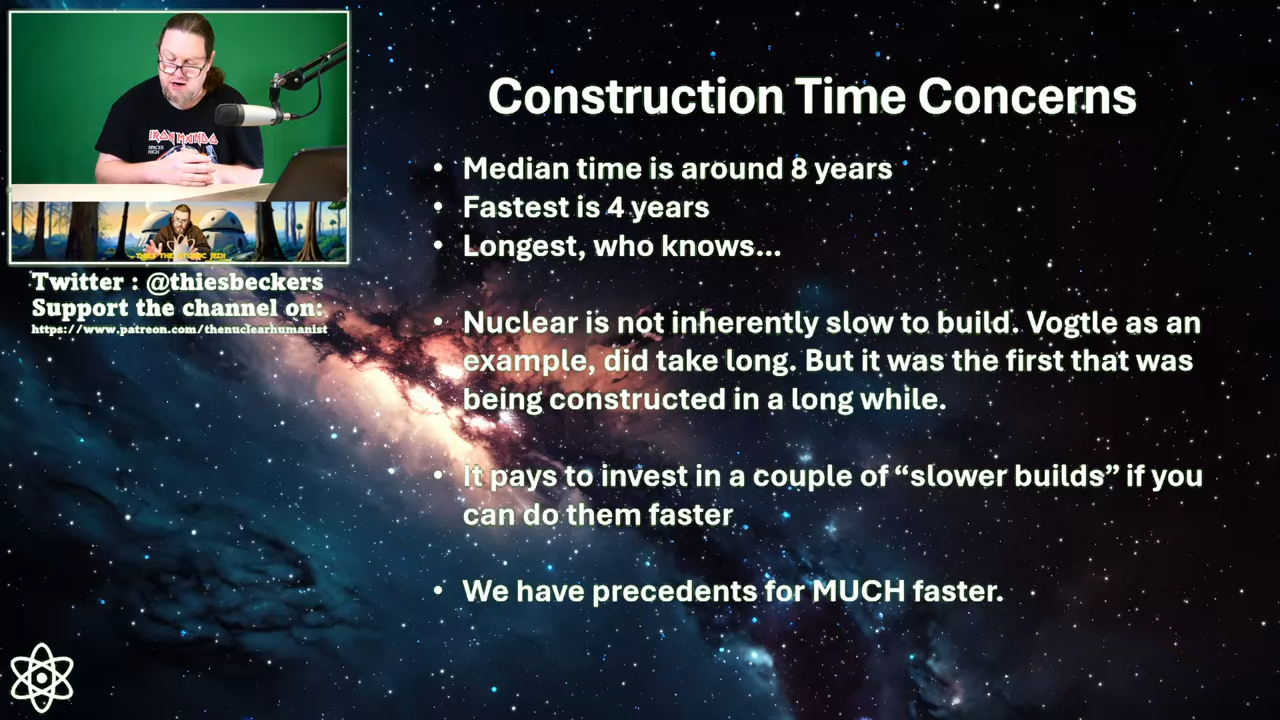 Construction Time Concerns
• Median time is around 8 years
• Fastest is 4 years
• Longest, who knows...
• Nuclear is not inherently slow to build. Vogtle as an
example, did take long. But it was the first that was
being constructed in a long while.
• It pays to invest in a couple of “slower builds” if you
can do them faster
• We have precedents for MUCH faster.
IRON MAIDEN
Twitter : @thiesbeckers
Support the channel on:
https://www.patreon.com/thenuclearhumanist